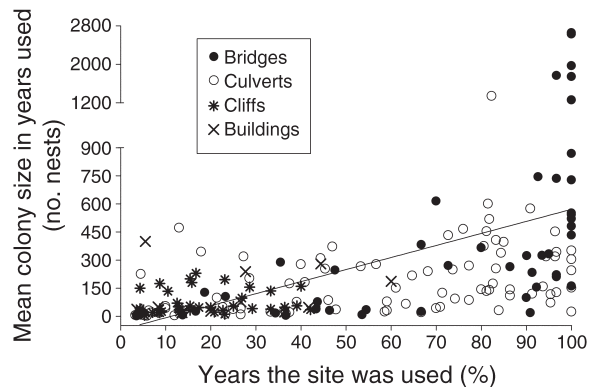 Mean colony size in years used
(no. nests)
2800
2000
1200
900
750
600
450
300
150
0
Bridges
Culverts
Cliffs
Buildings
0 10 20 30 40 50 60 70 80 90 100
Years the site was used (%)